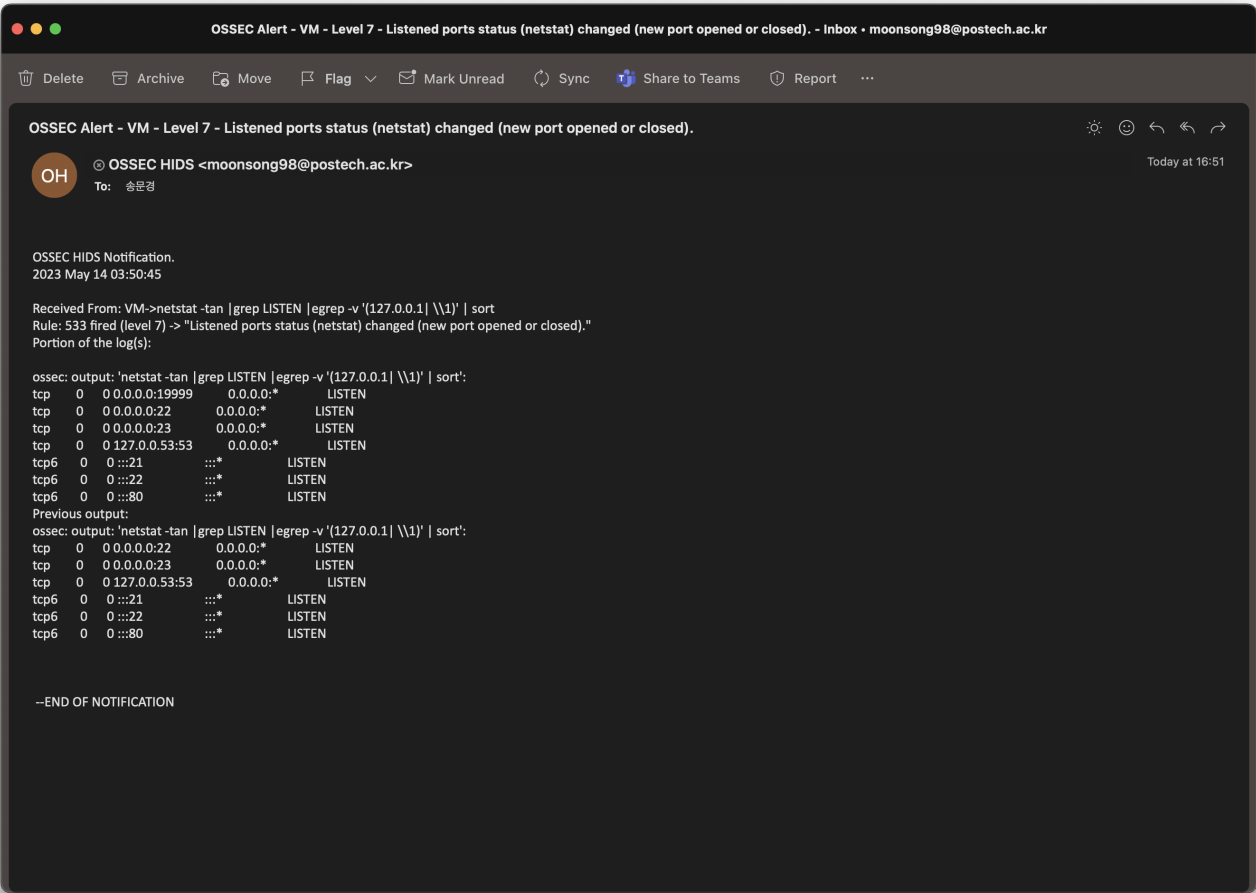 OSSEC Alert - VM - Level 7 - Listened ports status (netstat) changed (new port opened or closed). - Inbox • moonsong98@postech.ac.kr
Delete Archive Move Flag Mark Unread Sync Share to Teams Report ...
OSSEC Alert - VM - Level 7 - Listened ports status (netstat) changed (new port opened or closed).
OH
OSSEC HIDS <moonsong98@postech.ac.kr>
Today at 16:51
To: 송문경
OSSEC HIDS Notification.
2023 May 14 03:50:45
Received From: VM->netstat -tan |grep LISTEN |egrep -v '(127.0.0.1| \\1)' | sort
Rule: 533 fired (level 7) -> "Listened ports status (netstat) changed (new port opened or closed)."
Portion of the log(s):
ossec: output: 'netstat -tan |grep LISTEN |egrep -v '(127.0.0.1| \\1)' | sort':
tcp 0 0 0.0.0.0:19999 0.0.0.0:* LISTEN
tcp 0 0 0.0.0.0:22 0.0.0.0:* LISTEN
tcp 0 0 0.0.0.0:23 0.0.0.0:* LISTEN
tcp 0 0 127.0.0.53:53 0.0.0.0:* LISTEN
tcp6 0 0 :::21 :::* LISTEN
tcp6 0 0 :::22 :::* LISTEN
tcp6 0 0 :::80 :::* LISTEN
Previous output:
ossec: output: 'netstat -tan |grep LISTEN |egrep -v '(127.0.0.1| \\1)' | sort':
tcp 0 0 0.0.0.0:22 0.0.0.0:* LISTEN
tcp 0 0 0.0.0.0:23 0.0.0.0:* LISTEN
tcp 0 0 127.0.0.53:53 0.0.0.0:* LISTEN
tcp6 0 0 :::21 :::* LISTEN
tcp6 0 0 :::22 :::* LISTEN
tcp6 0 0 :::80 :::* LISTEN
--END OF NOTIFICATION